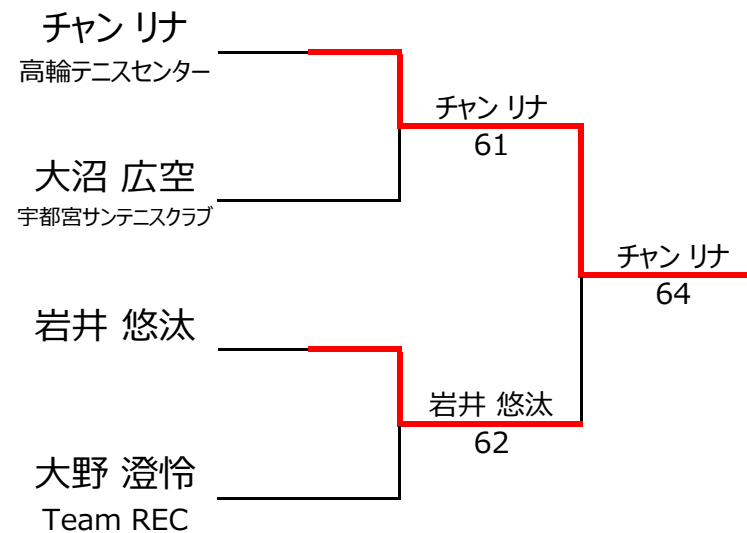 チャン リナ
高輪テニスセンター
チャン リナ
61
大沼 広空
宇都宮サンテニスクラブ
チャン リナ
64
岩井 悠汰
岩井 悠汰
62
大野 澄怜
Team REC